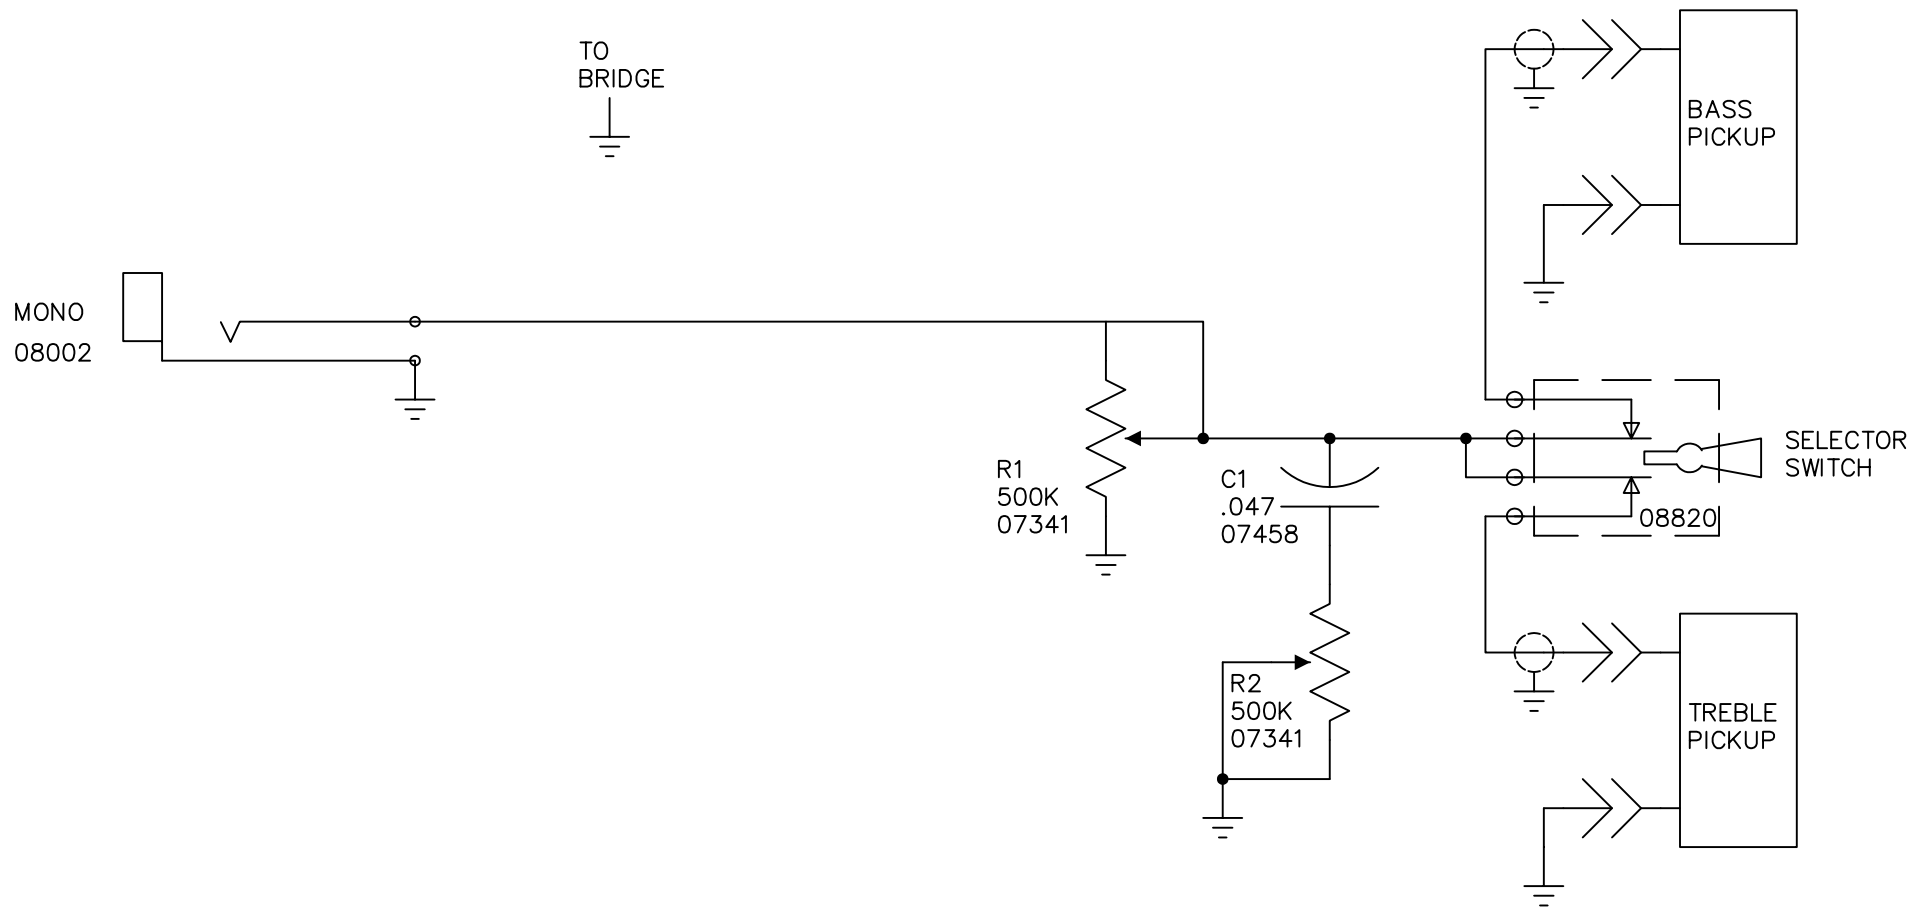 TO
BRIDGE
BASS
PICKUP
MONO
08002
SELECTOR
SWITCH
R1
500K
07341
C1
.047
07458
08820
R2
500K
07341
TREBLE
PICKUP